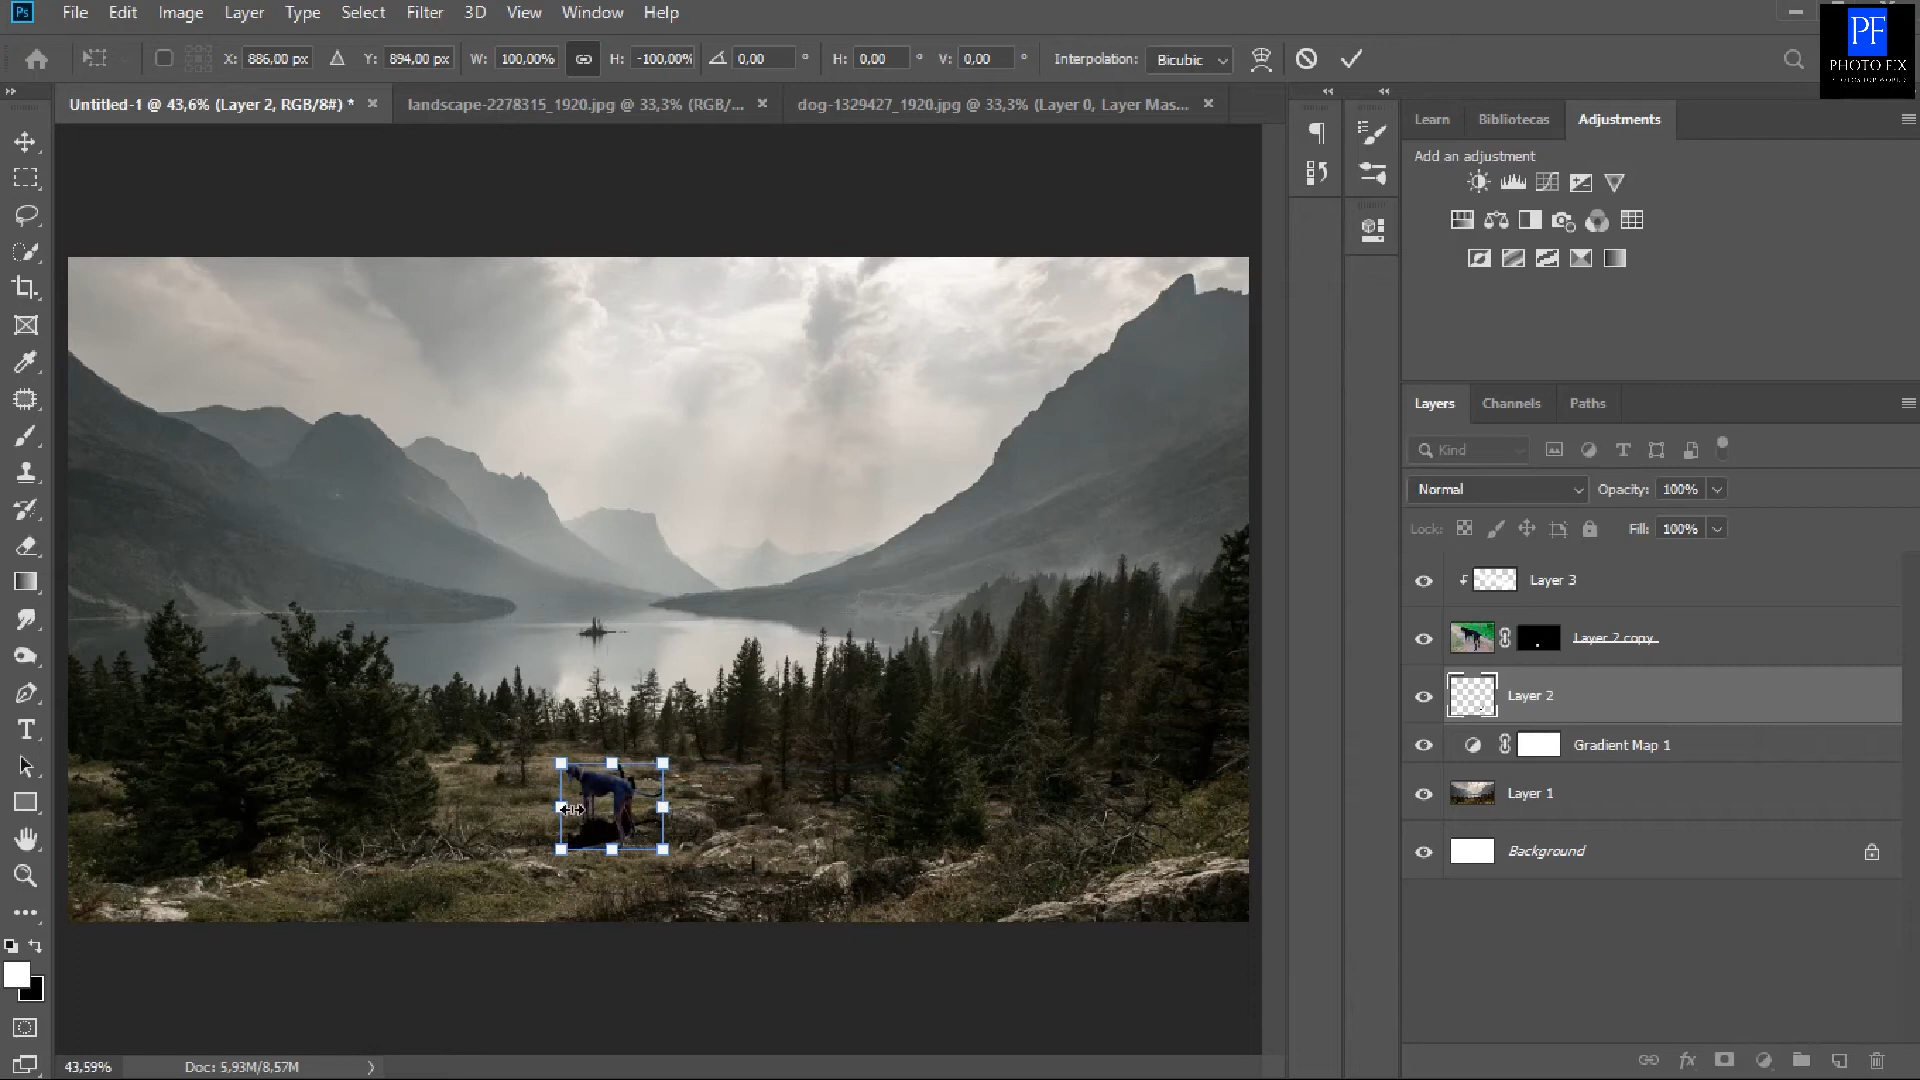 Ps File Edit Image Layer Type Select Filter 3D View Window Help
PF
PHOTO FIX
X: 886,00 px Y: 894,00 px W: 100,00% H: -100,00% 0,00 ° H: 0,00 ° V: 0,00 ° Interpolation: Bicubic
Untitled-1 @ 43,6% (Layer 2, RGB/8#) * × landscape-2278315_1920.jpg @ 33,3% (RGB/... × dog-1329427_1920.jpg @ 33,3% (Layer 0, Layer Mas... ×
Learn Bibliotecas Adjustments
Add an adjustment
Layers Channels Paths
Kind
Normal Opacity: 100%
Lock: Fill: 100%
Layer 3
Layer 2 copy
Layer 2
Gradient Map 1
Layer 1
Background
43,59% Doc: 5,93M/8,57M